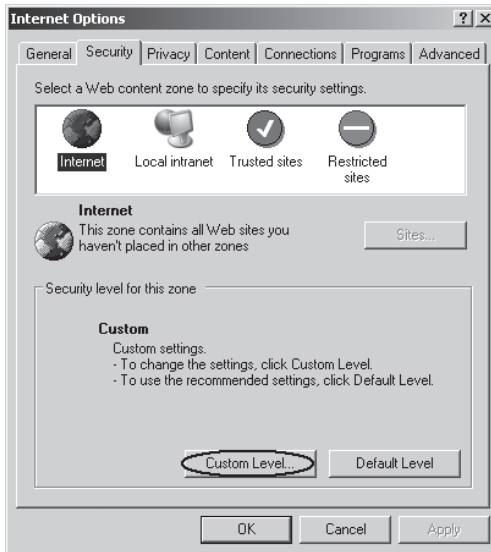 Internet Options
General Security Privacy Content Connections Programs Advanced
Select a Web content zone to specify its security settings.
Internet Local intranet Trusted sites Restricted
sites
Internet
This zone contains all Web sites you
haven't placed in other zones
Sites...
Security level for this zone
Custom
Custom settings.
- To change the settings, click Custom Level.
- To use the recommended settings, click Default Level.
Custom Level... Default Level
OK Cancel Apply